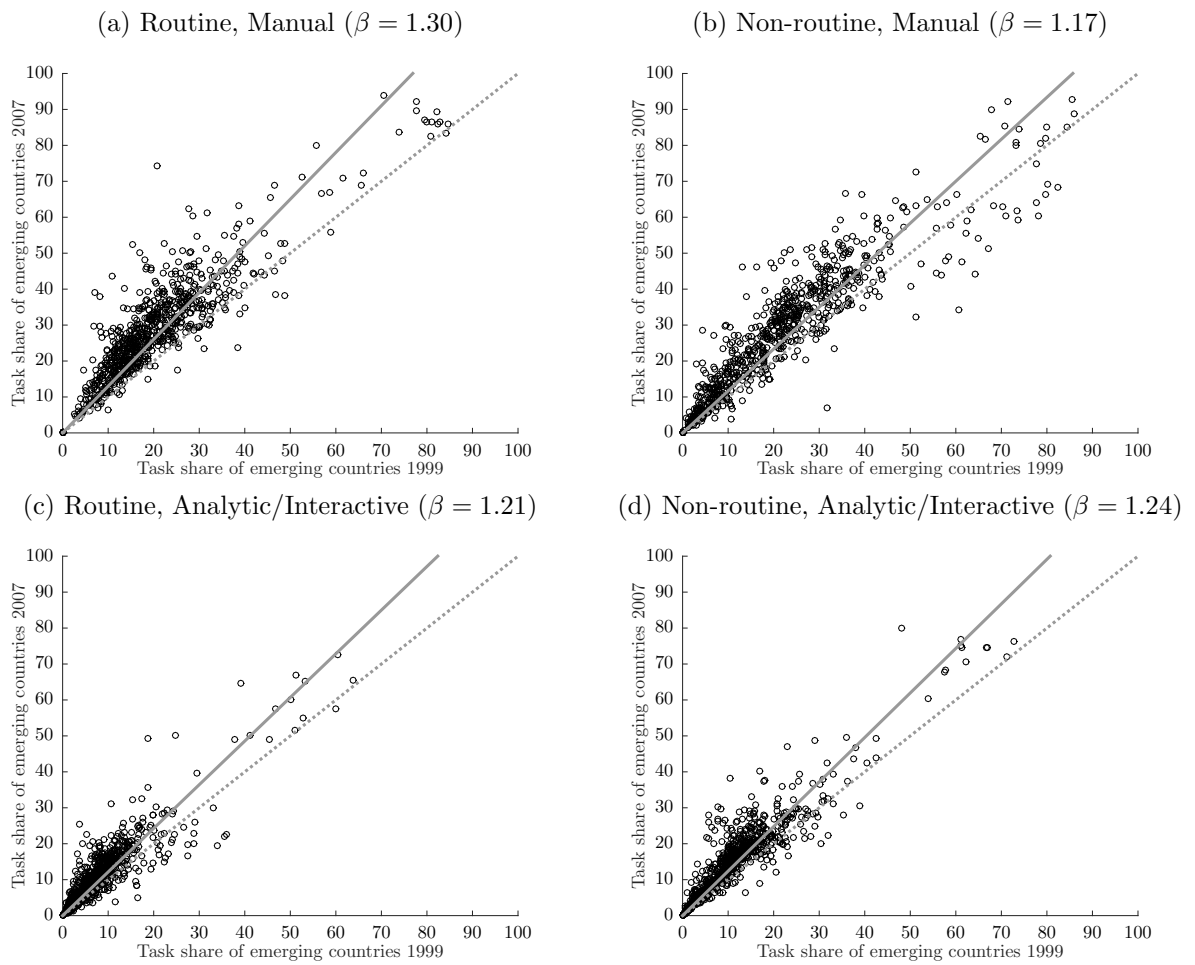 (a) Routine, Manual (β = 1.30)
Task share of emerging countries 2007
100
90
80
70
60
50
40
30
20
10
0
0 10 20 30 40 50 60 70 80 90 100
Task share of emerging countries 1999
(b) Non-routine, Manual (β = 1.17)
Task share of emerging countries 2007
100
90
80
70
60
50
40
30
20
10
0
0 10 20 30 40 50 60 70 80 90 100
Task share of emerging countries 1999
(c) Routine, Analytic/Interactive (β = 1.21)
Task share of emerging countries 2007
100
90
80
70
60
50
40
30
20
10
0
0 10 20 30 40 50 60 70 80 90 100
Task share of emerging countries 1999
(d) Non-routine, Analytic/Interactive (β = 1.24)
Task share of emerging countries 2007
100
90
80
70
60
50
40
30
20
10
0
0 10 20 30 40 50 60 70 80 90 100
Task share of emerging countries 1999